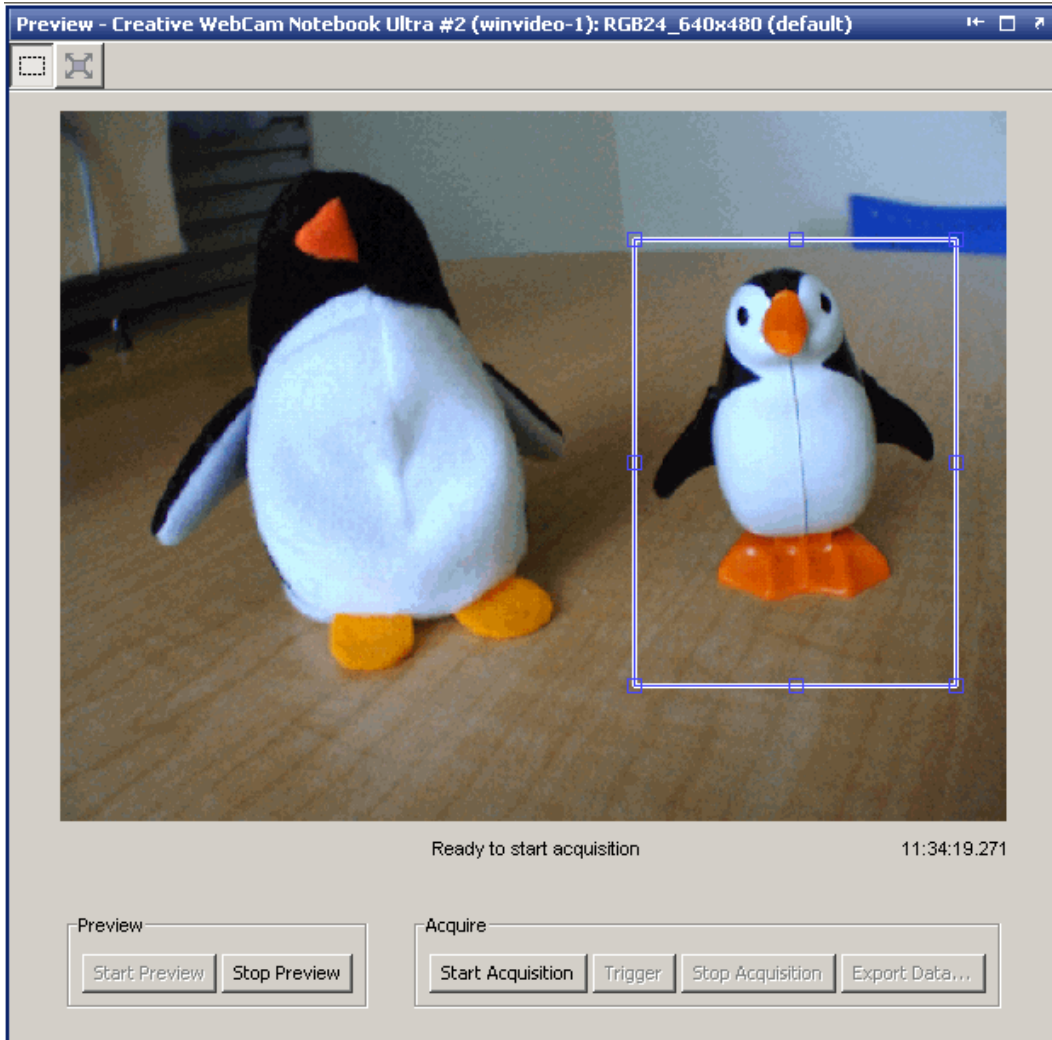 Preview - Creative WebCam Notebook Ultra #2 (winvideo-1): RGB24_640x480 (default)
Ready to start acquisition
11:34:19.271
Preview
Start Preview
Stop Preview
Acquire
Start Acquisition
Trigger
Stop Acquisition
Export Data...